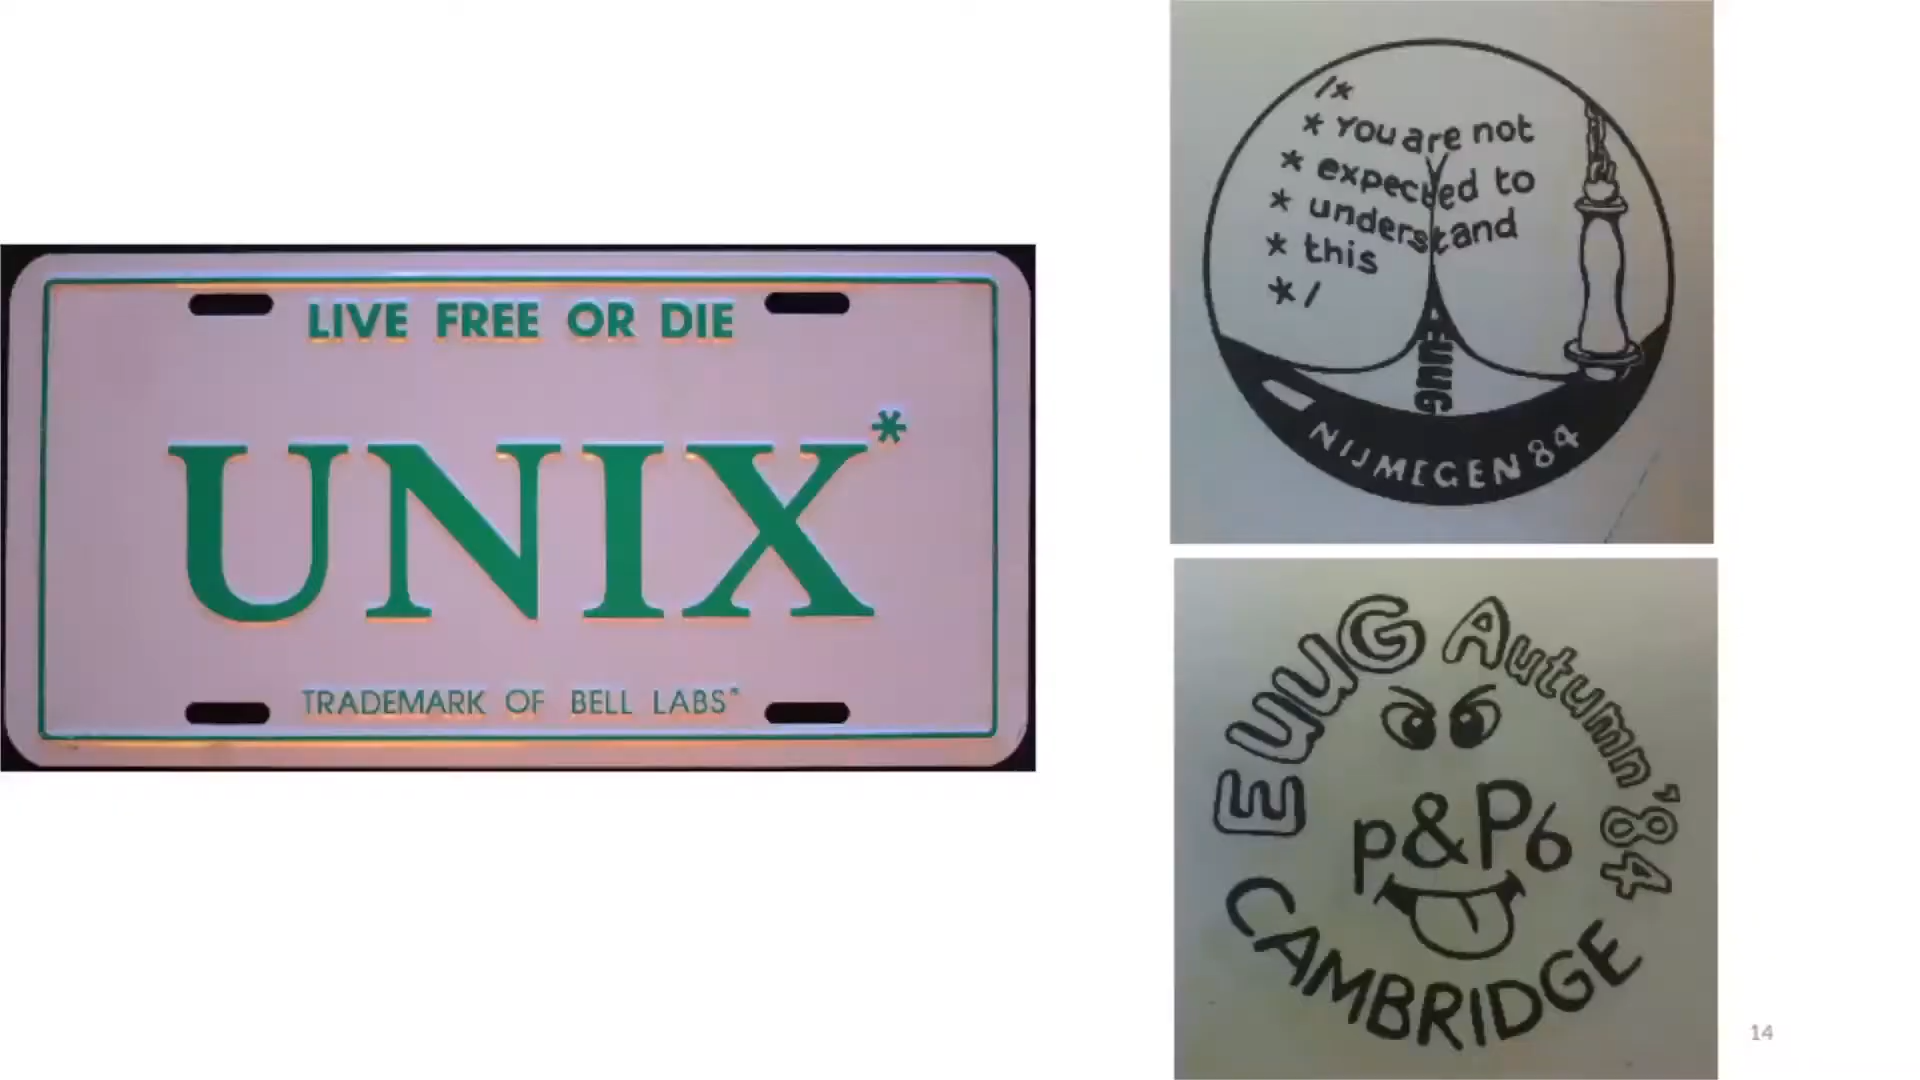 LIVE FREE OR DIE
UNIX*
TRADEMARK OF BELL LABS*
/*
* You are not
* expected to
* understand
* this
*/
EUUG
NIJMEGEN 84
EUUG Autumn '84
p&P6
CAMBRIDGE
14